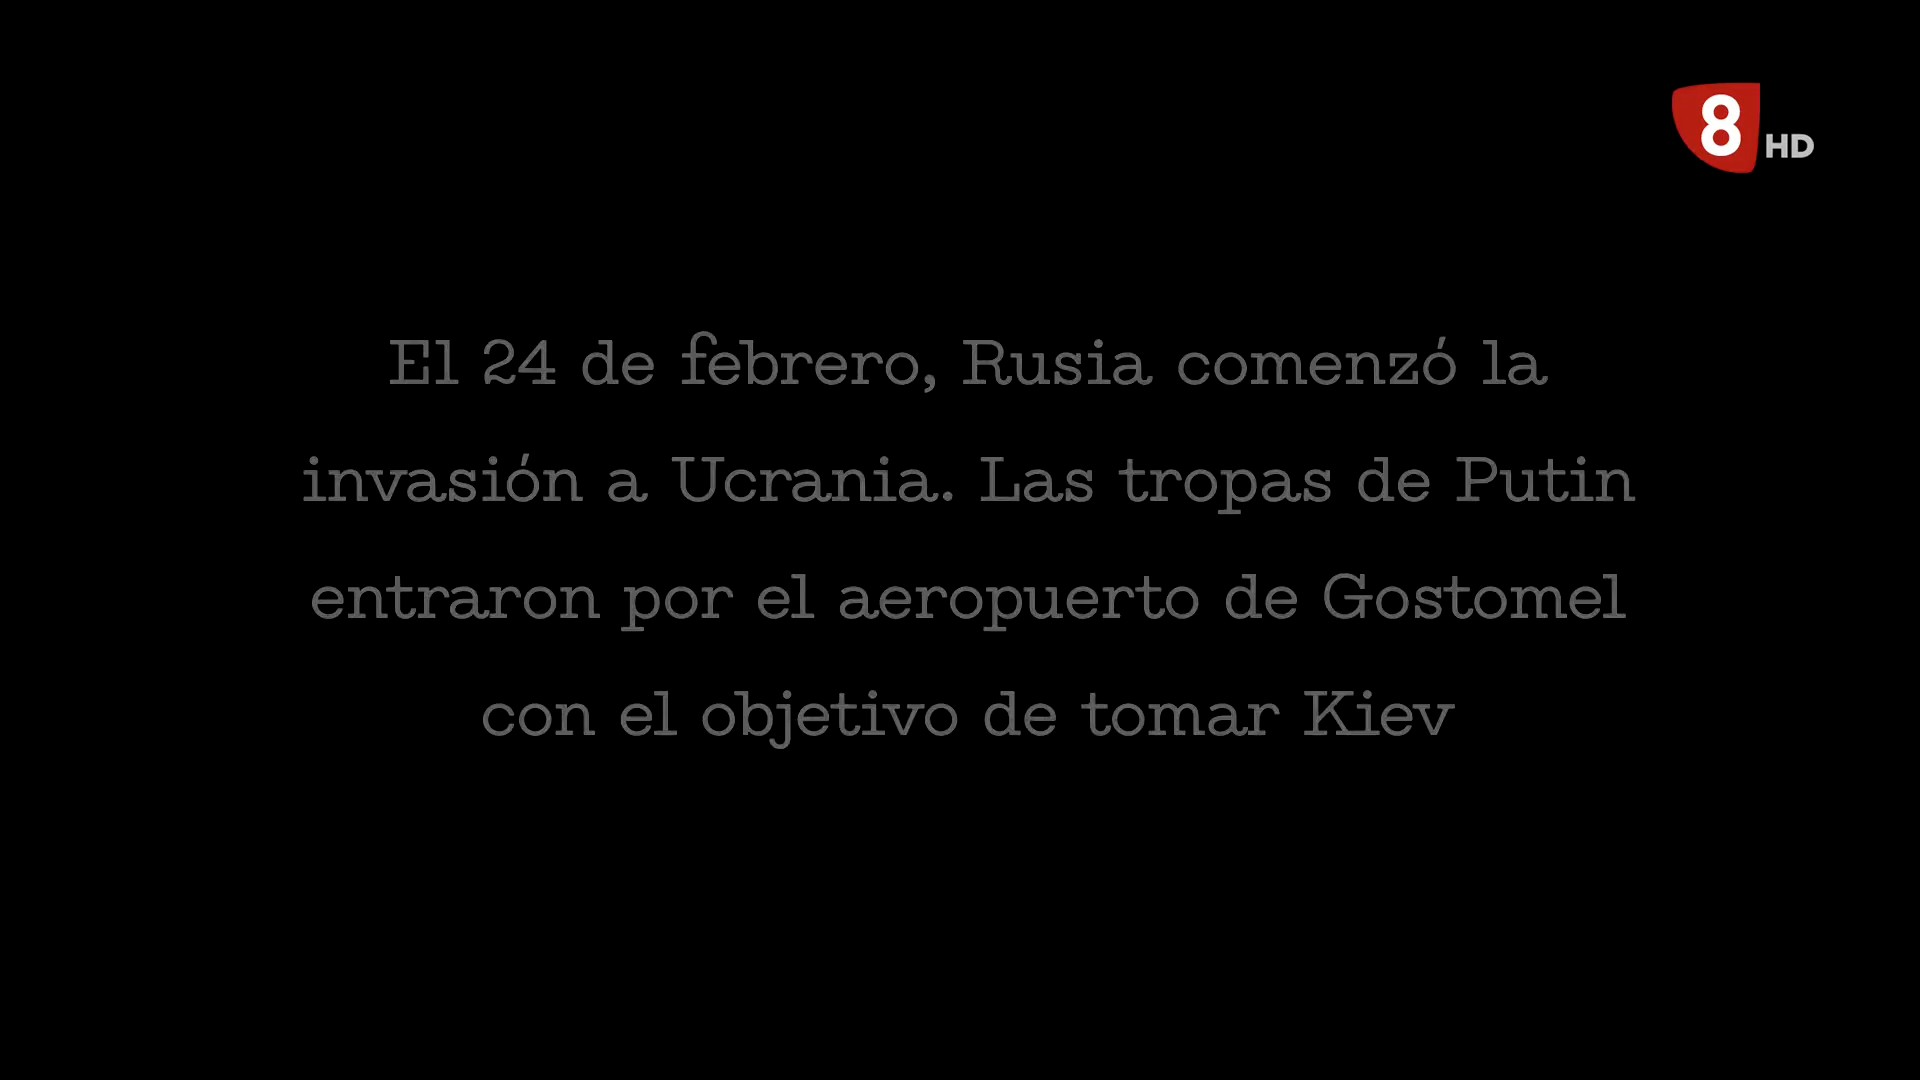 8 HD
El 24 de febrero, Rusia comenzó la
invasión a Ucrania. Las tropas de Putin
entraron por el aeropuerto de Gostomel
con el objetivo de tomar Kiev